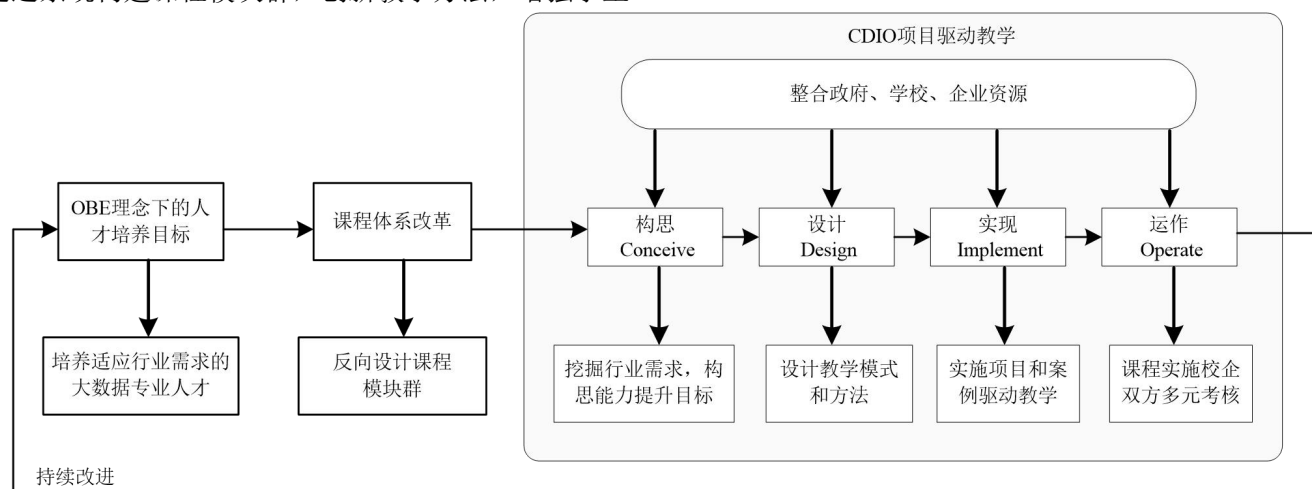 CDIO项目驱动教学
整合政府、学校、企业资源
OBE理念下的人
才培养目标
课程体系改革
构思
Conceive
设计
Design
实现
Implement
运作
Operate
培养适应行业需求的
大数据专业人才
反向设计课程
模块群
挖掘行业需求，构
思能力提升目标
设计教学模式
和方法
实施项目和案
例驱动教学
课程实施校企
双方多元考核
持续改进